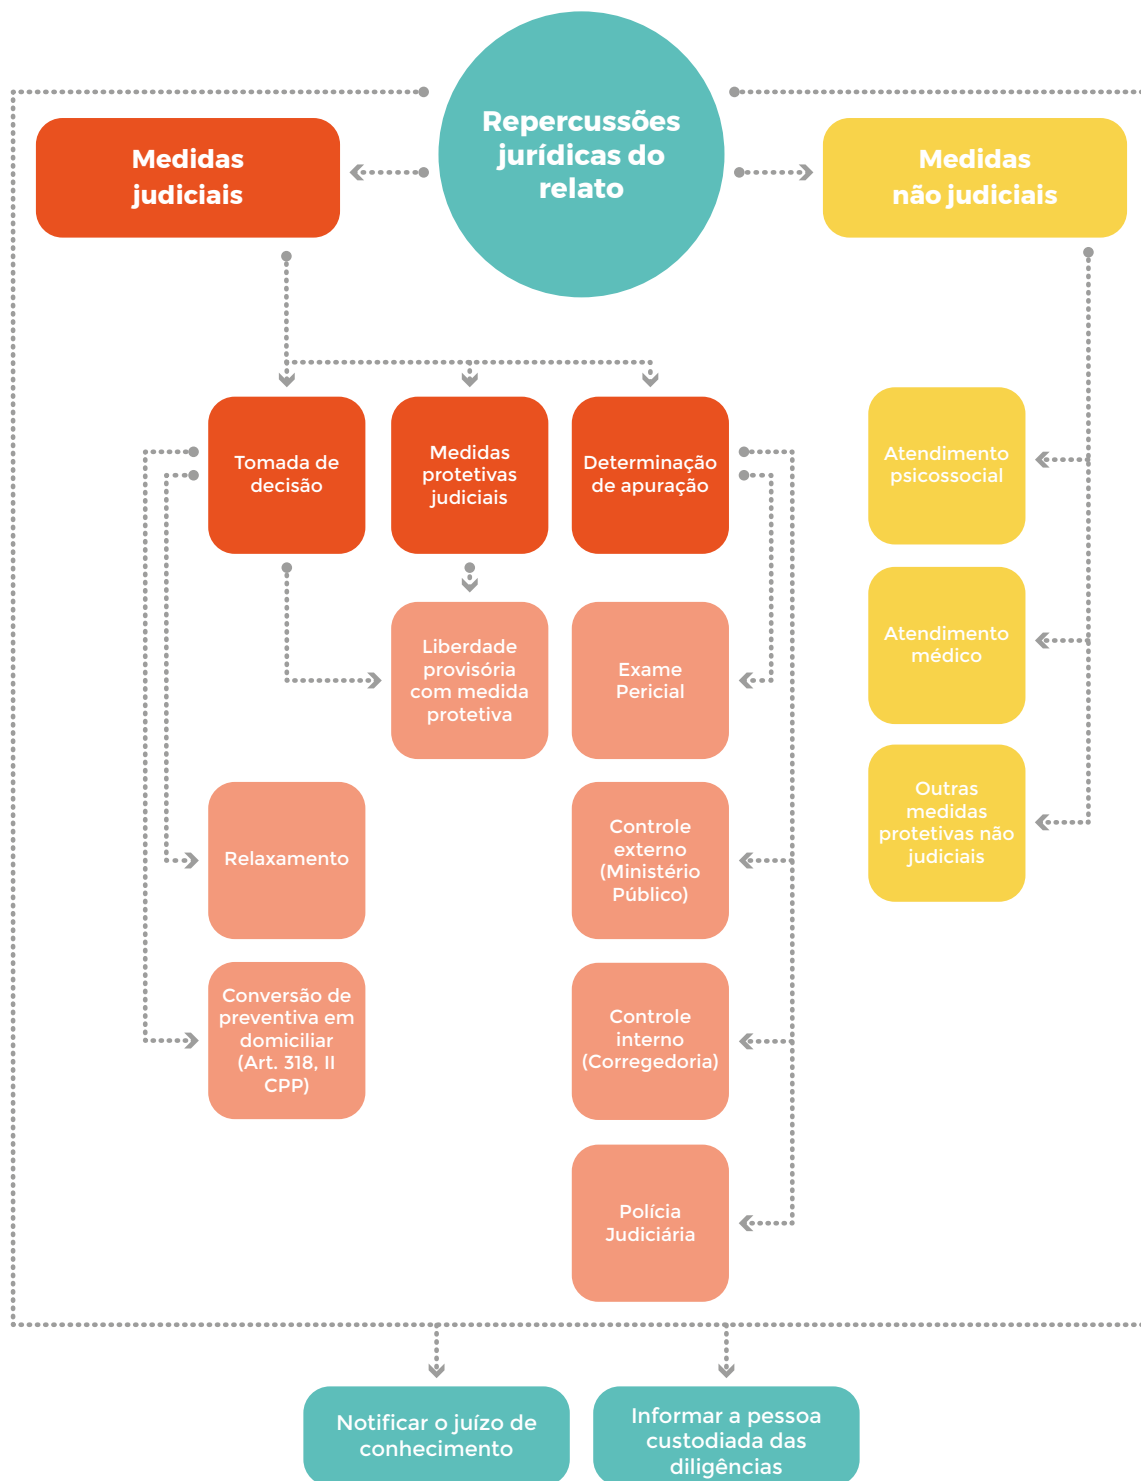 Repercussões
jurídicas do
relato
Medidas
judiciais
Medidas
não judiciais
Tomada de
decisão
Medidas
protetivas
judiciais
Determinação
de apuração
Atendimento
psicossocial
Liberdade
provisória
com medida
protetiva
Exame
Pericial
Atendimento
médico
Relaxamento
Controle
externo
(Ministério
Público)
Outras
medidas
protetivas não
judiciais
Conversão de
preventiva em
domiciliar
(Art. 318, II
CPP)
Controle
interno
(Corregedoria)
Polícia
Judiciária
Notificar o juízo de
conhecimento
Informar a pessoa
custodiada das
diligências